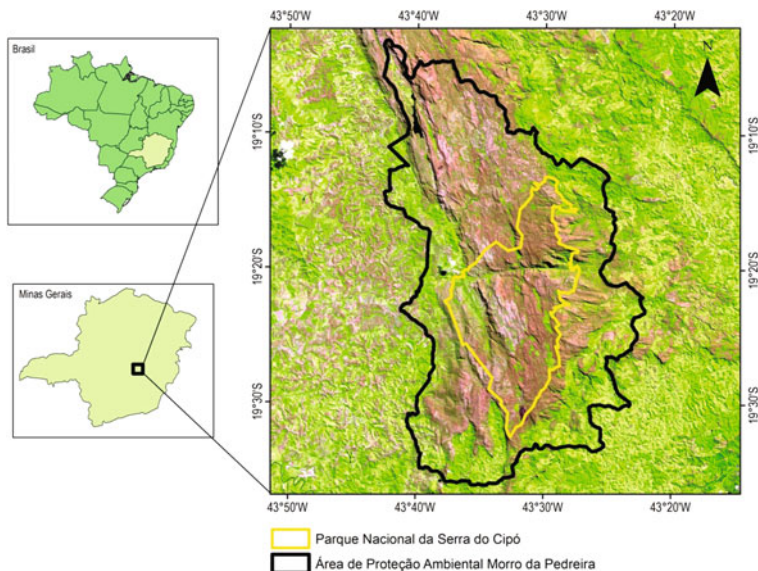 43°50'W 43°40'W 43°30'W 43°20'W
Brasil
N
19°10'S 19°10'S
19°20'S 19°20'S
Minas Gerais
19°30'S 19°30'S
43°50'W 43°40'W 43°30'W 43°20'W
Parque Nacional da Serra do Cipó
Área de Proteção Ambiental Morro da Pedreira